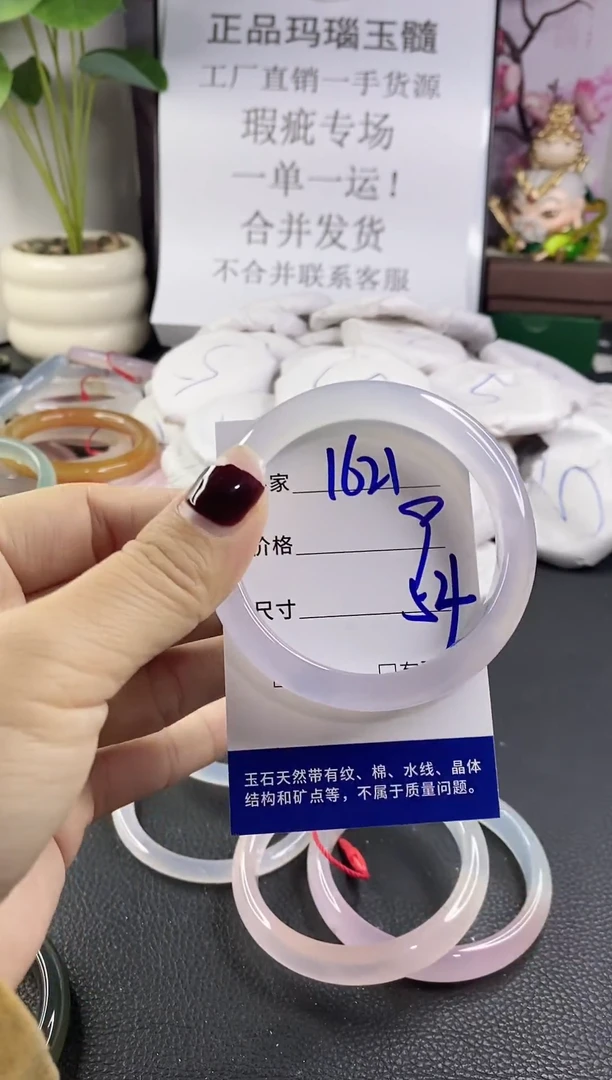 正品玛瑙玉髓
工厂直销一手货源
瑕疵专场
一单一运！
合并发货
不合并联系客服
家 1621
价格
尺寸 54
玉石天然带有纹、棉、水线、晶体
结构和矿点等，不属于质量问题。